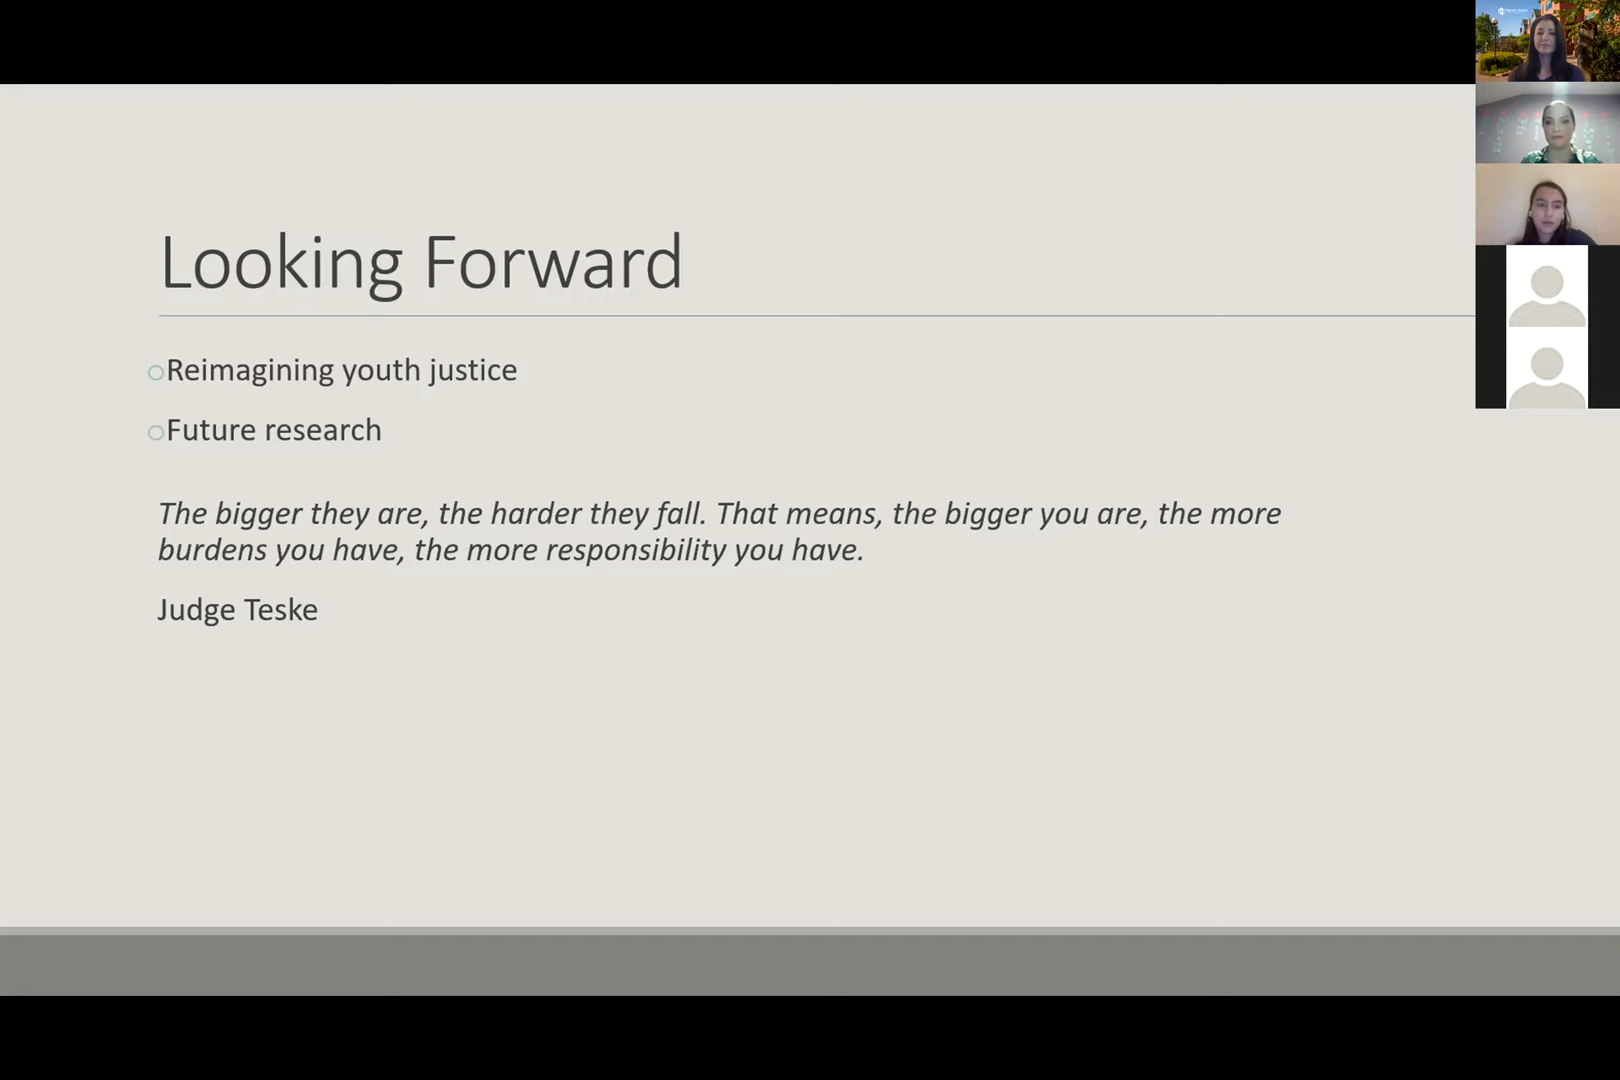 Looking Forward
Reimagining youth justice
Future research
The bigger they are, the harder they fall. That means, the bigger you are, the more
burdens you have, the more responsibility you have.
Judge Teske